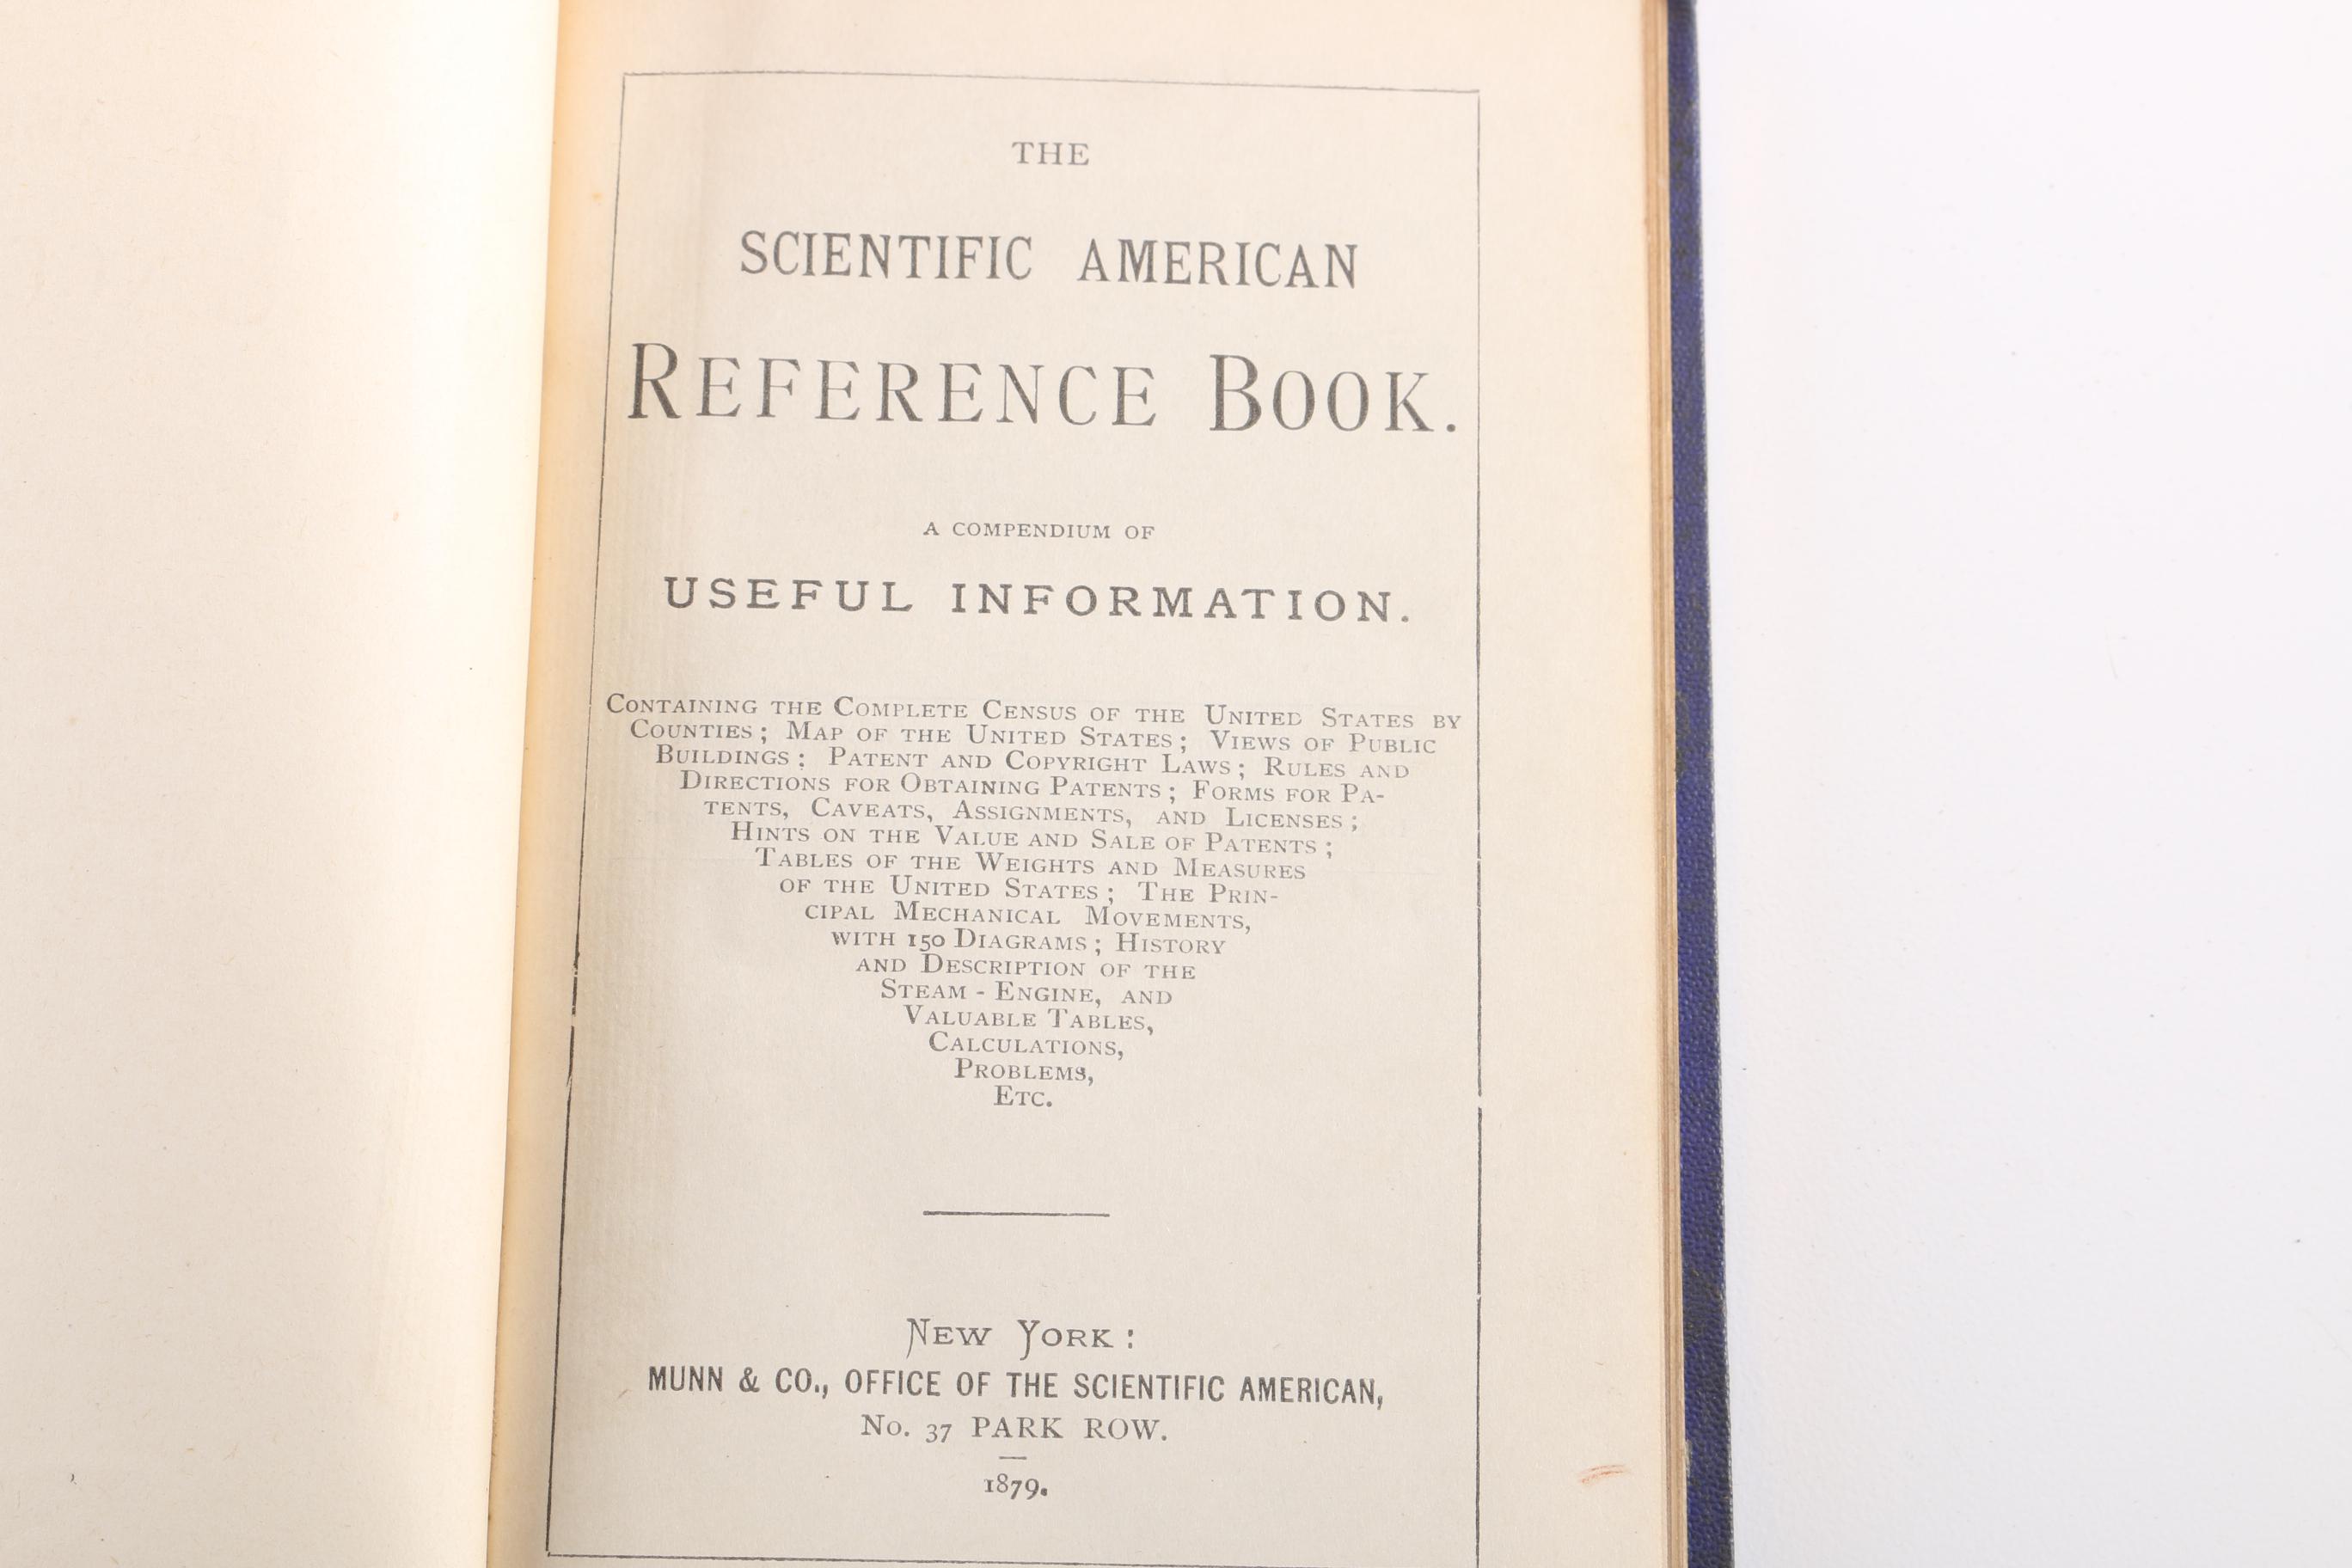 THE
SCIENTIFIC AMERICAN
REFERENCE BOOK.
A COMPENDIUM OF
USEFUL INFORMATION.
CONTAINING THE COMPLETE CENSUS OF THE UNITED STATES BY
COUNTIES; MAP OF THE UNITED STATES; VIEWS OF PUBLIC
BUILDINGS; PATENT AND COPYRIGHT LAWS; RULES AND
DIRECTIONS FOR OBTAINING PATENTS; FORMS FOR PA-
TENTS, CAVEATS, ASSIGNMENTS, AND LICENSES;
HINTS ON THE VALUE AND SALE OF PATENTS;
TABLES OF THE WEIGHTS AND MEASURES
OF THE UNITED STATES; THE PRIN-
CIPAL MECHANICAL MOVEMENTS,
WITH 150 DIAGRAMS; HISTORY
AND DESCRIPTION OF THE
STEAM-ENGINE, AND
VALUABLE TABLES,
CALCULATIONS,
PROBLEMS,
ETC.
NEW YORK:
MUNN & CO., OFFICE OF THE SCIENTIFIC AMERICAN,
No. 37 PARK ROW.
1879.